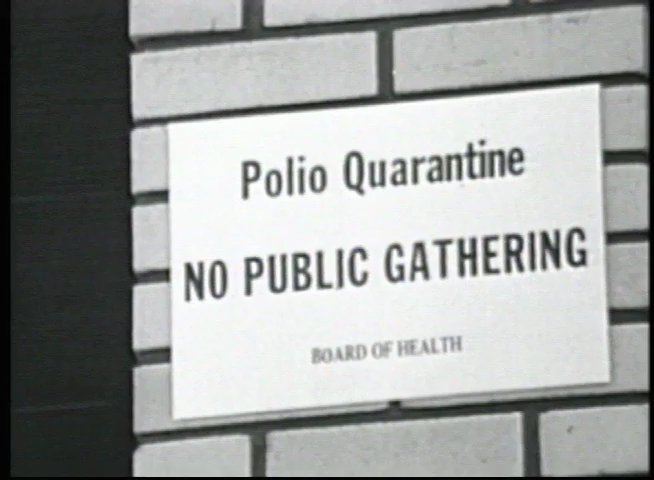 Polio Quarantine
NO PUBLIC GATHERING
BOARD OF HEALTH